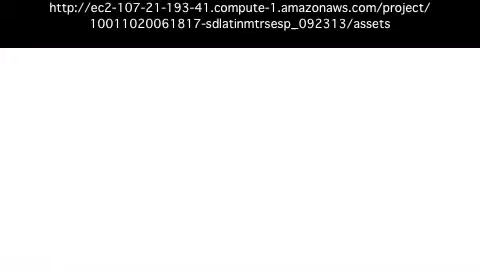 http://ec2-107-21-193-41.compute-1.amazonaws.com/project/
10011020061817-sdlatinmtrsesp_092313/assets